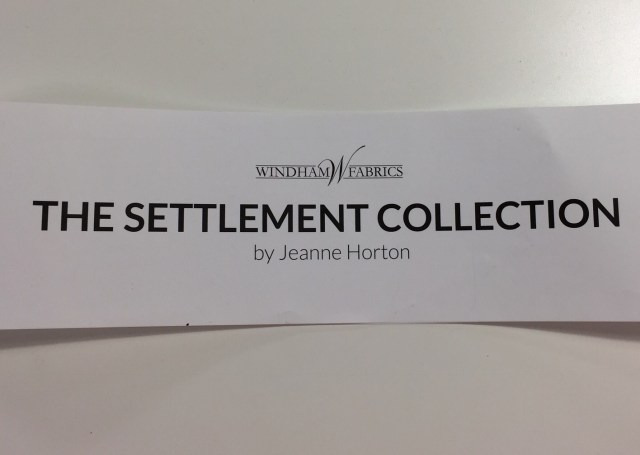 WINDHAM W FABRICS
THE SETTLEMENT COLLECTION
by Jeanne Horton